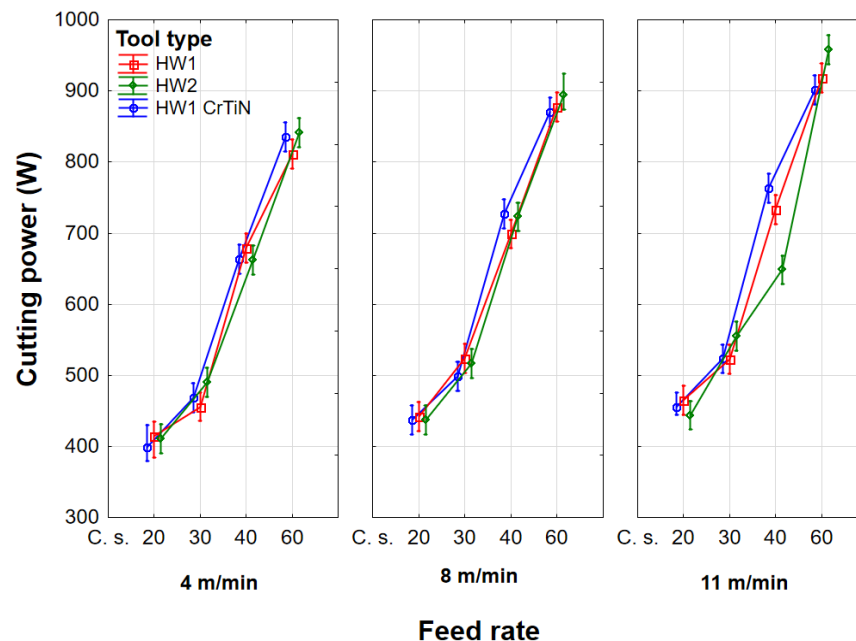 Cutting power (W)
1000
900
800
700
600
500
400
300
Tool type
HW1
HW2
HW1 CrTiN
C. s. 20 30 40 60
C. s. 20 30 40 60
C. s. 20 30 40 60
4 m/min
8 m/min
11 m/min
Feed rate